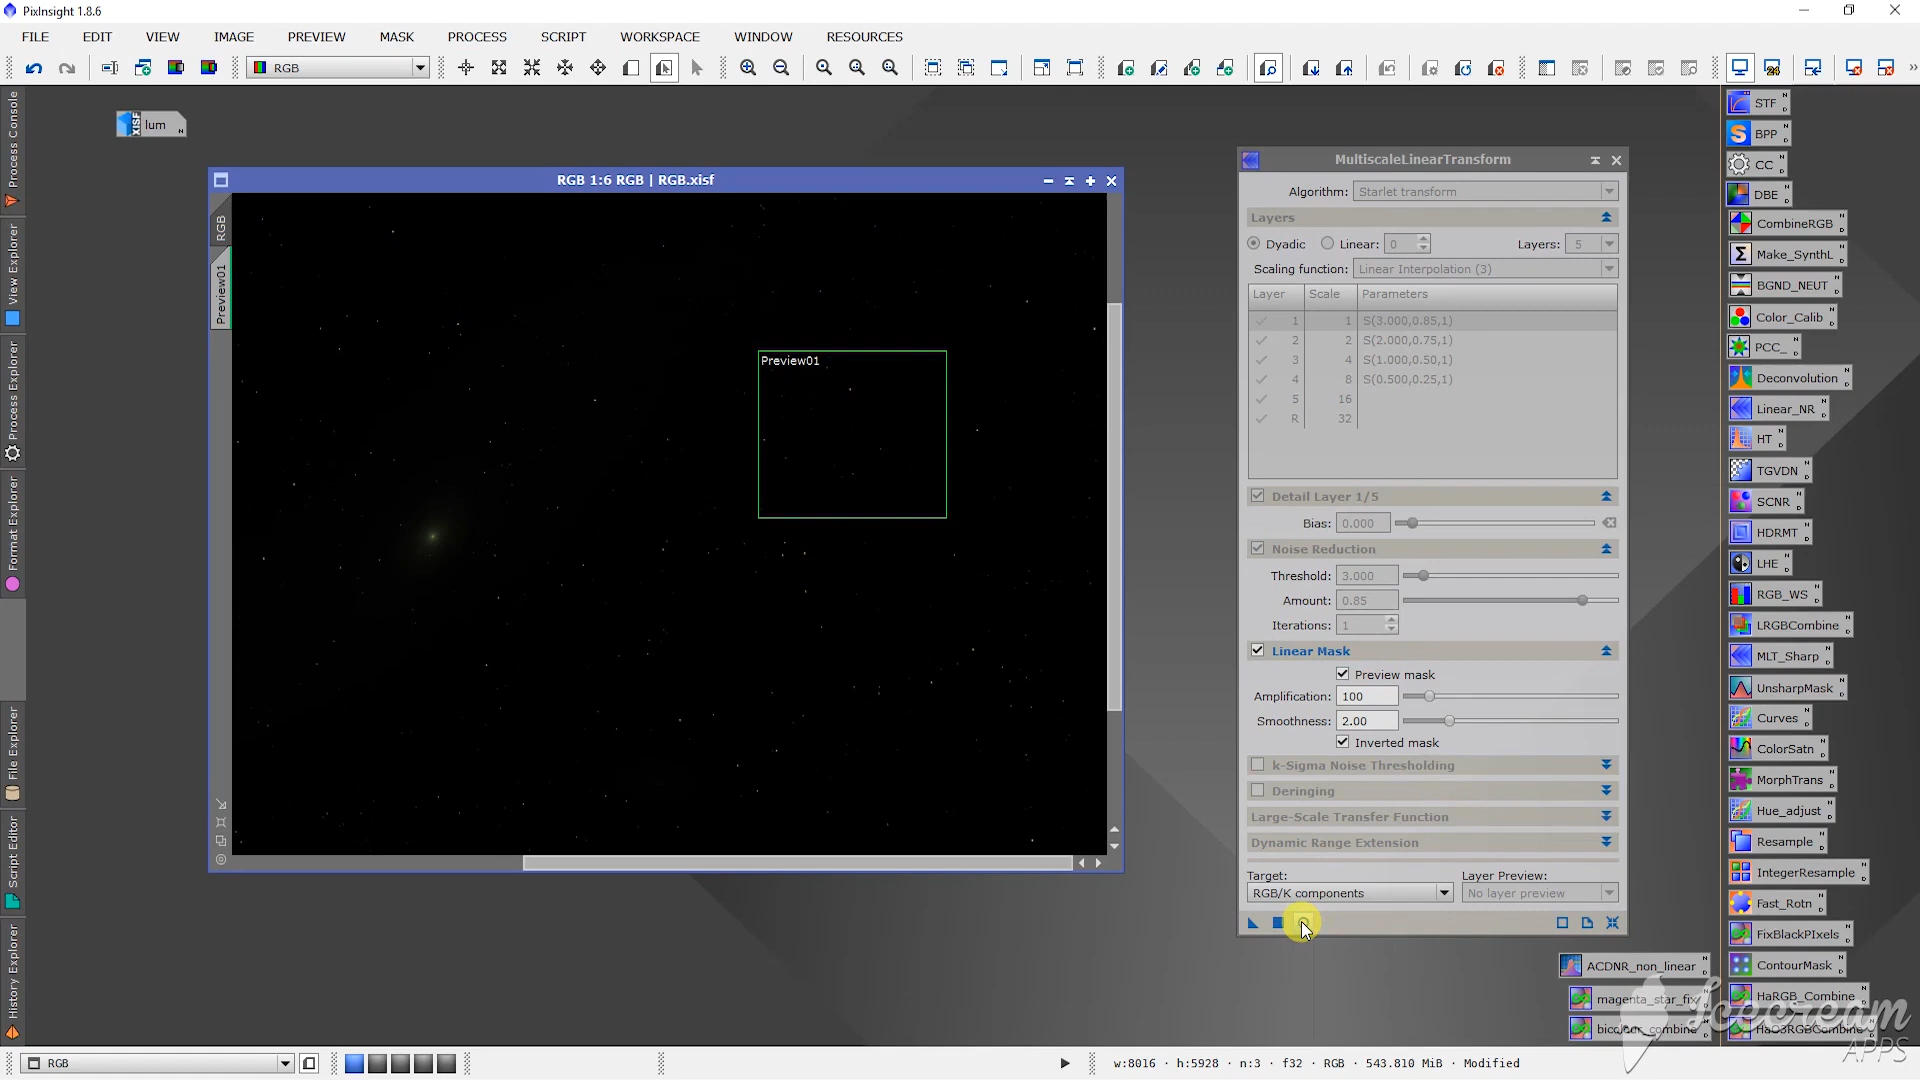 PixInsight 1.8.6
FILE EDIT VIEW IMAGE PREVIEW MASK PROCESS SCRIPT WORKSPACE WINDOW RESOURCES
RGB
24
Process Console
View Explorer
Process Explorer
Format Explorer
File Explorer
Script Editor
History Explorer
XISF lum N
RGB 1:6 RGB | RGB.xisf
RGB
Preview01
Preview01
MultiscaleLinearTransform
Algorithm: Starlet transform
Layers
Dyadic Linear: 0 Layers: 5
Scaling function: Linear Interpolation (3)
Layer Scale Parameters
1 1 S(3.000,0.85,1)
2 2 S(2.000,0.75,1)
3 4 S(1.000,0.50,1)
4 8 S(0.500,0.25,1)
5 16
R 32
Detail Layer 1/5
Bias: 0.000
Noise Reduction
Threshold: 3.000
Amount: 0.85
Iterations: 1
Linear Mask
Preview mask
Amplification: 100
Smoothness: 2.00
Inverted mask
k-Sigma Noise Thresholding
Deringing
Large-Scale Transfer Function
Dynamic Range Extension
Target: Layer Preview:
RGB/K components No layer preview
STF
BPP
CC
DBE
CombineRGB
Make_SynthL
BGND_NEUT
Color_Calib
PCC_
Deconvolution
Linear_NR
HT
TGVDN
SCNR
HDRMT
LHE
RGB_WS
LRGBCombine
MLT_Sharp
UnsharpMask
Curves
ColorSatn
MorphTrans
Hue_adjust
Resample
IntegerResample
Fast_Rotn
FixBlackPIxels
ContourMask
HaRGB_Combine
HaO3RGBCombine
ACDNR_non_linear
magenta_star_fix
bicolour_combine
Icecream
APPS
RGB
w:8016 · h:5928 · n:3 · f32 · RGB · 543.810 MiB · Modified